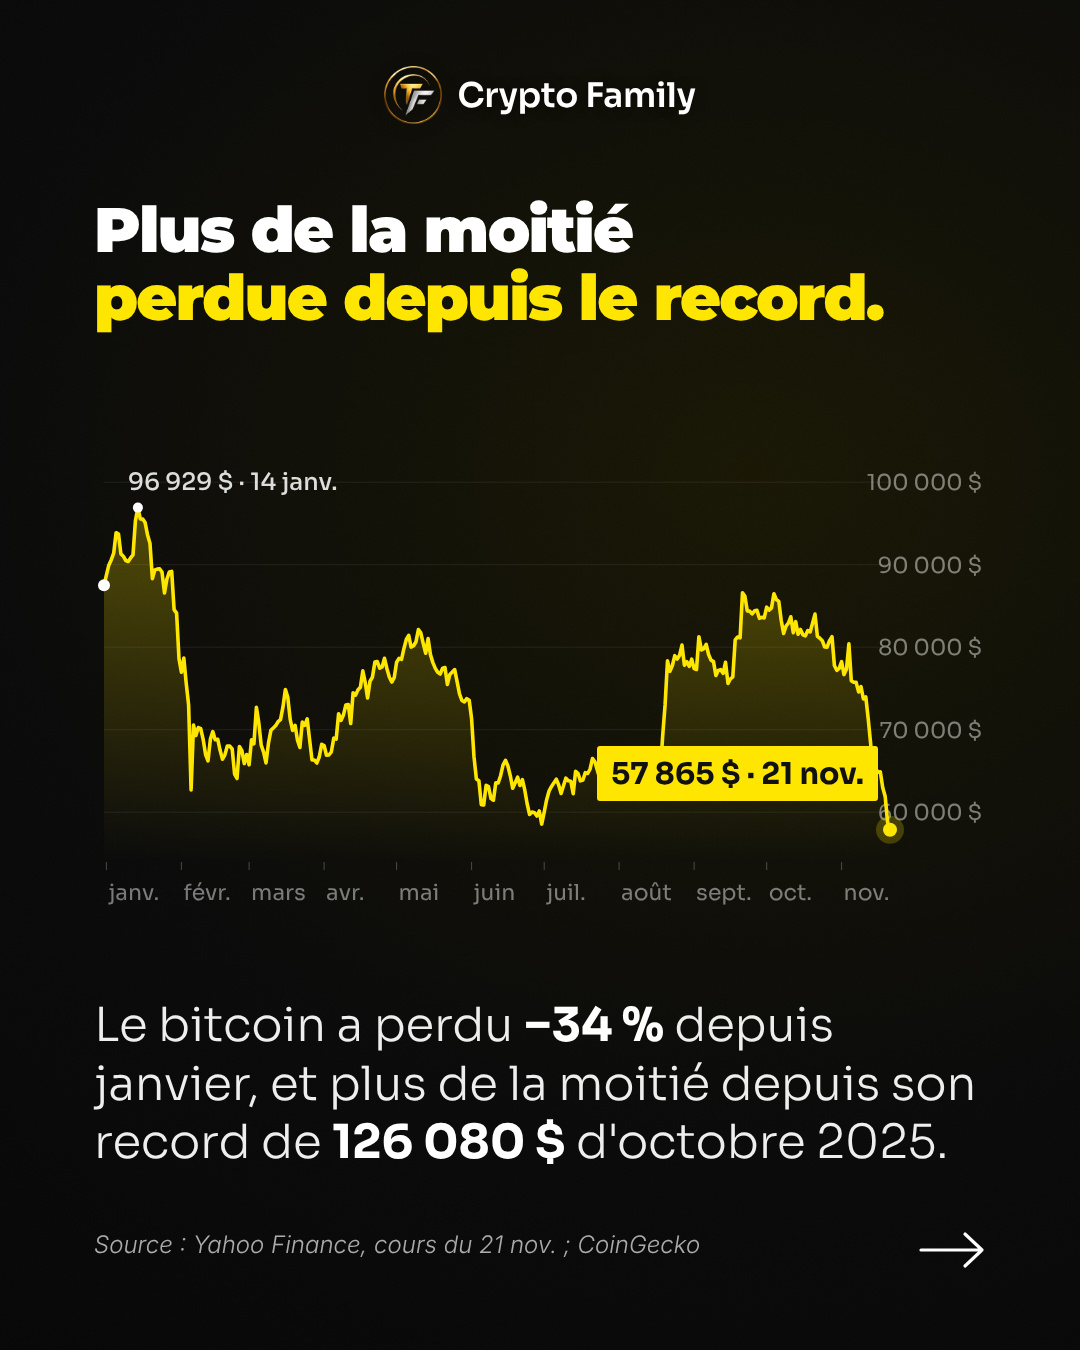 TF Crypto Family
Plus de la moitié
perdue depuis le record.
96 929 $ · 14 janv.
100 000 $
90 000 $
80 000 $
70 000 $
57 865 $ · 21 nov.
60 000 $
janv. févr. mars avr. mai juin juil. août sept. oct. nov.
Le bitcoin a perdu −34 % depuis
janvier, et plus de la moitié depuis son
record de 126 080 $ d'octobre 2025.
Source : Yahoo Finance, cours du 21 nov. ; CoinGecko